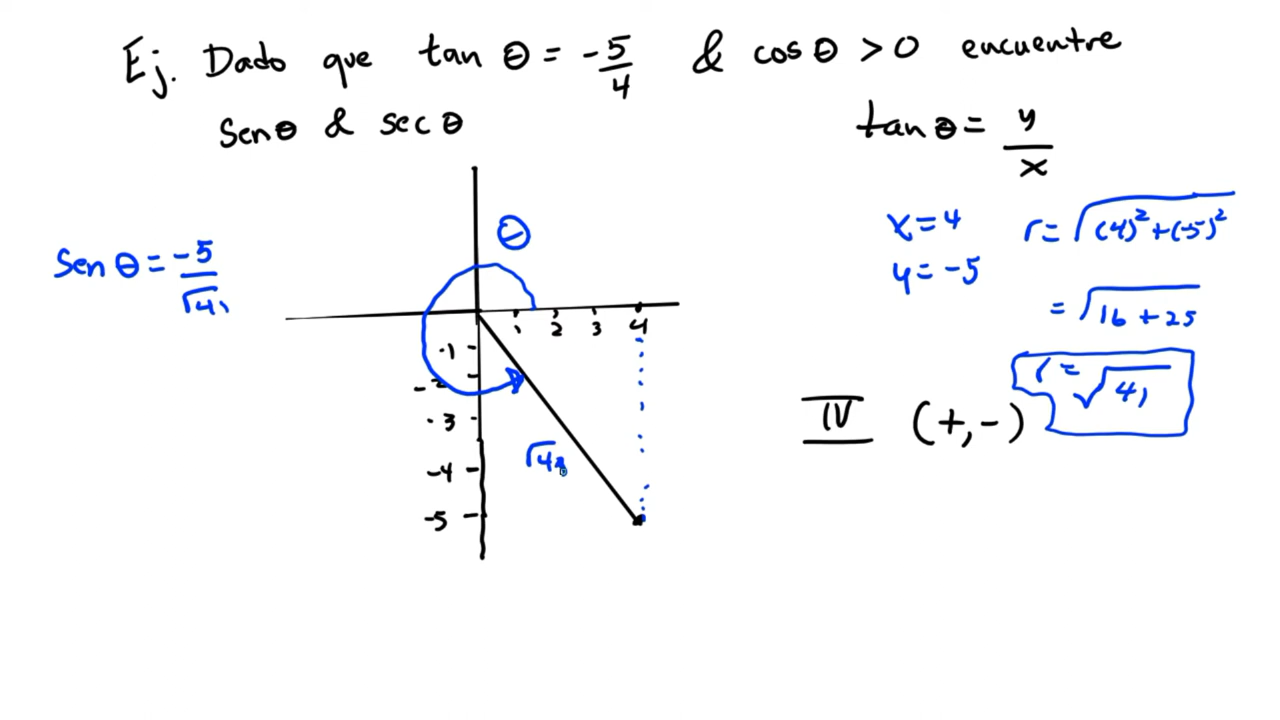 Ej. Dado que tan θ = -5/4 & cos θ > 0 encuentre
Sen θ & sec θ
tan θ = y/x
x = 4
y = -5
r = √(4)² + (-5)²
= √16 + 25
r = √41
IV (+,-)
Sen θ = -5/√41
θ
1 2 3 4
-1
-2
-3
-4
-5
√41